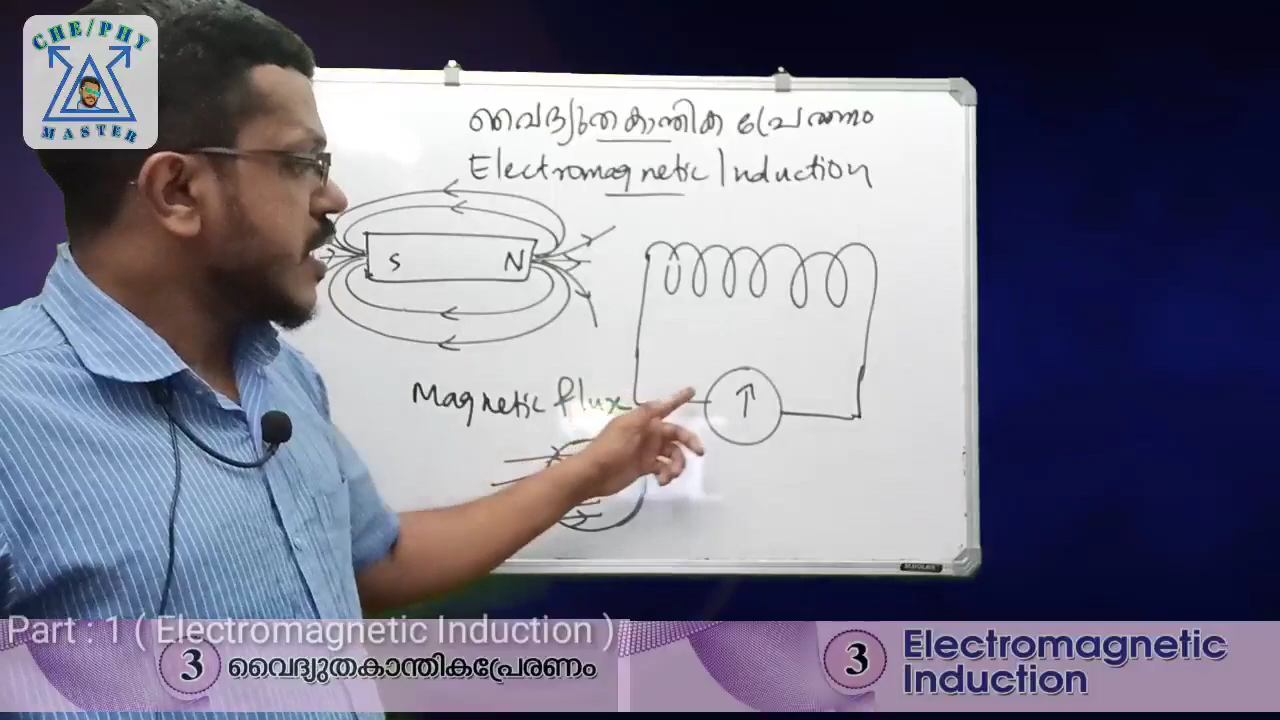 CHE/PHY
MASTER
വൈദ്യുതകാന്തിക പ്രേരണം
Electromagnetic Induction
S
N
Magnetic flux
Part : 1 ( Electromagnetic Induction )
3
വൈദ്യുതകാന്തികപ്രേരണം
3
Electromagnetic
Induction